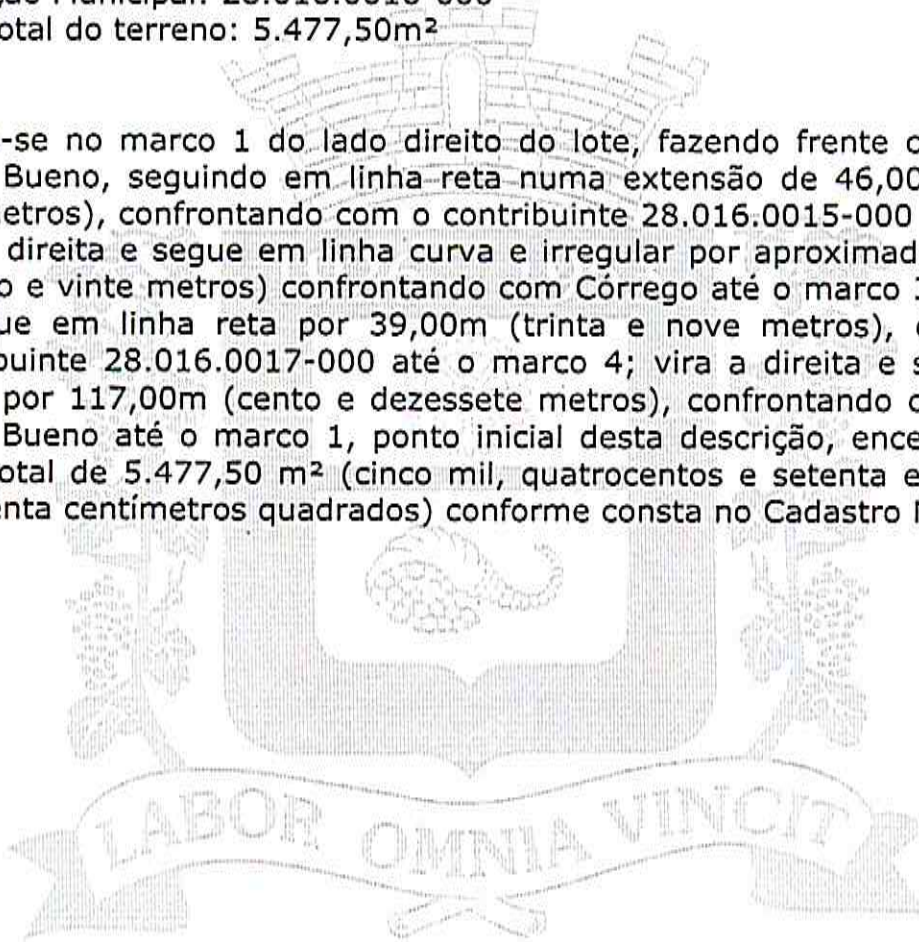 otal do terreno: 5.477,50m²
-se no marco 1 do lado direito do lote, fazendo frente
Bueno, seguindo em linha reta numa extensão de 46,00
etros), confrontando com o contribuinte 28.016.0015-000
direita e segue em linha curva e irregular por aproximad
o e vinte metros) confrontando com Córrego até o marco
ue em linha reta por 39,00m (trinta e nove metros),
buinte 28.016.0017-000 até o marco 4; vira a direita e s
por 117,00m (cento e dezessete metros), confrontando
Bueno até o marco 1, ponto inicial desta descrição, ence
otal de 5.477,50 m² (cinco mil, quatrocentos e setenta e
enta centímetros quadrados) conforme consta no Cadastro
LABOR OMNIA VINCIT